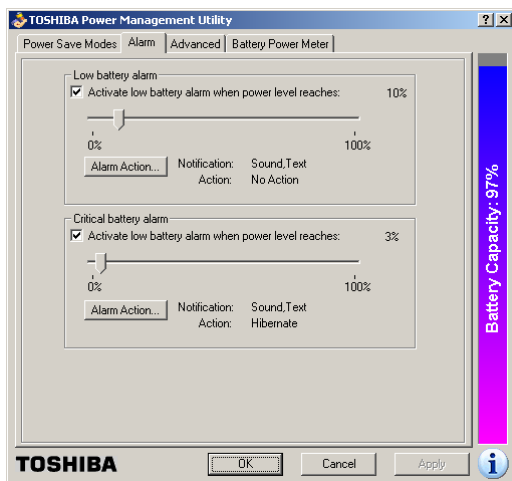 TOSHIBA Power Management Utility
Power Save Modes Alarm Advanced Battery Power Meter
Low battery alarm
Activate low battery alarm when power level reaches: 10%
0% 100%
Alarm Action... Notification: Sound,Text
Action: No Action
Critical battery alarm
Activate low battery alarm when power level reaches: 3%
0% 100%
Alarm Action... Notification: Sound,Text
Action: Hibernate
Battery Capacity: 97%
TOSHIBA OK Cancel Apply